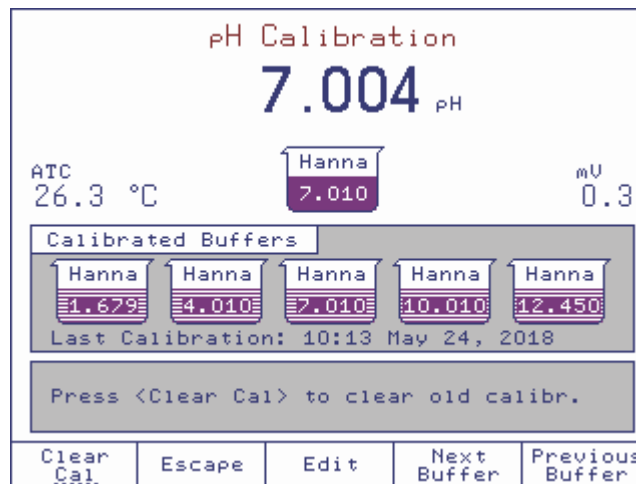 pH Calibration
7.004 pH
ATC
26.3 °C
Hanna
7.010
mV
0.3
Calibrated Buffers
Hanna Hanna Hanna Hanna Hanna
1.679 4.010 7.010 10.010 12.450
Last Calibration: 10:13 May 24, 2018
Press <Clear Cal> to clear old calibr.
Clear Cal
Escape
Edit
Next Buffer
Previous Buffer